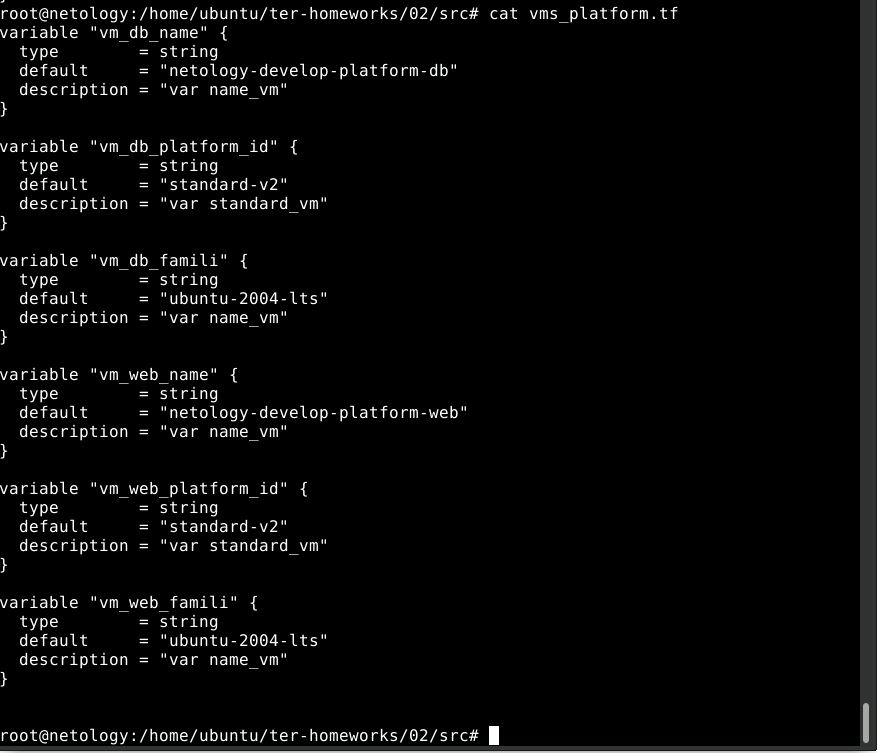 root@netology:/home/ubuntu/ter-homeworks/02/src# cat vms_platform.tf
variable "vm_db_name" {
  type        = string
  default     = "netology-develop-platform-db"
  description = "var name_vm"
}

variable "vm_db_platform_id" {
  type        = string
  default     = "standard-v2"
  description = "var standard_vm"
}

variable "vm_db_famili" {
  type        = string
  default     = "ubuntu-2004-lts"
  description = "var name_vm"
}

variable "vm_web_name" {
  type        = string
  default     = "netology-develop-platform-web"
  description = "var name_vm"
}

variable "vm_web_platform_id" {
  type        = string
  default     = "standard-v2"
  description = "var standard_vm"
}

variable "vm_web_famili" {
  type        = string
  default     = "ubuntu-2004-lts"
  description = "var name_vm"
}

root@netology:/home/ubuntu/ter-homeworks/02/src#